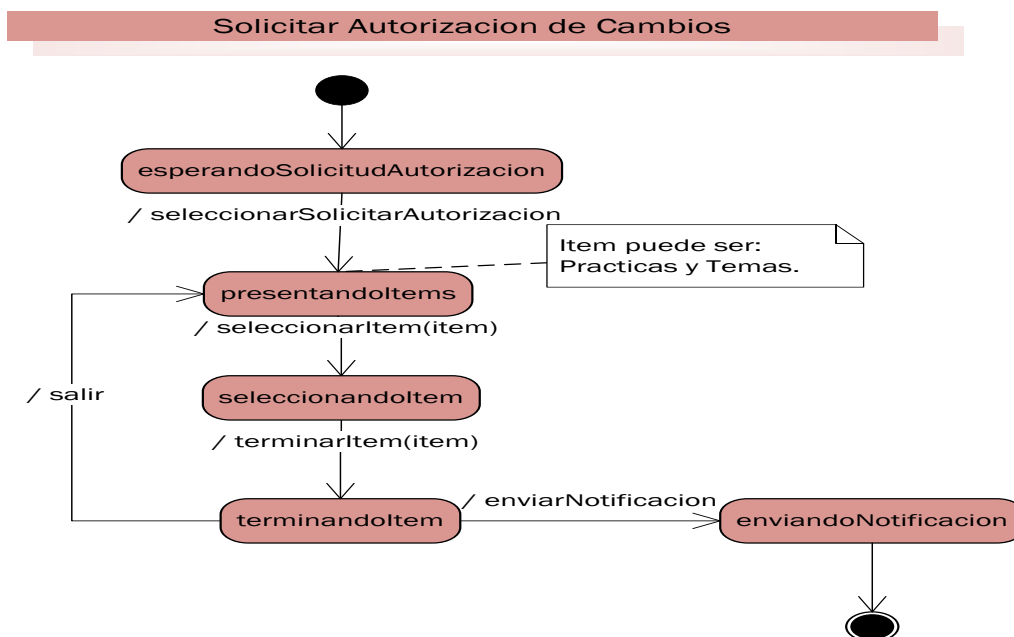 Solicitar Autorizacion de Cambios
esperandoSolicitudAutorizacion
/ seleccionarSolicitarAutorizacion
Item puede ser:
Practicas y Temas.
presentandoItems
/ seleccionarItem(item)
seleccionandoItem
/ salir
/ terminarItem(item)
/ enviarNotificacion
terminandoItem
enviandoNotificacion